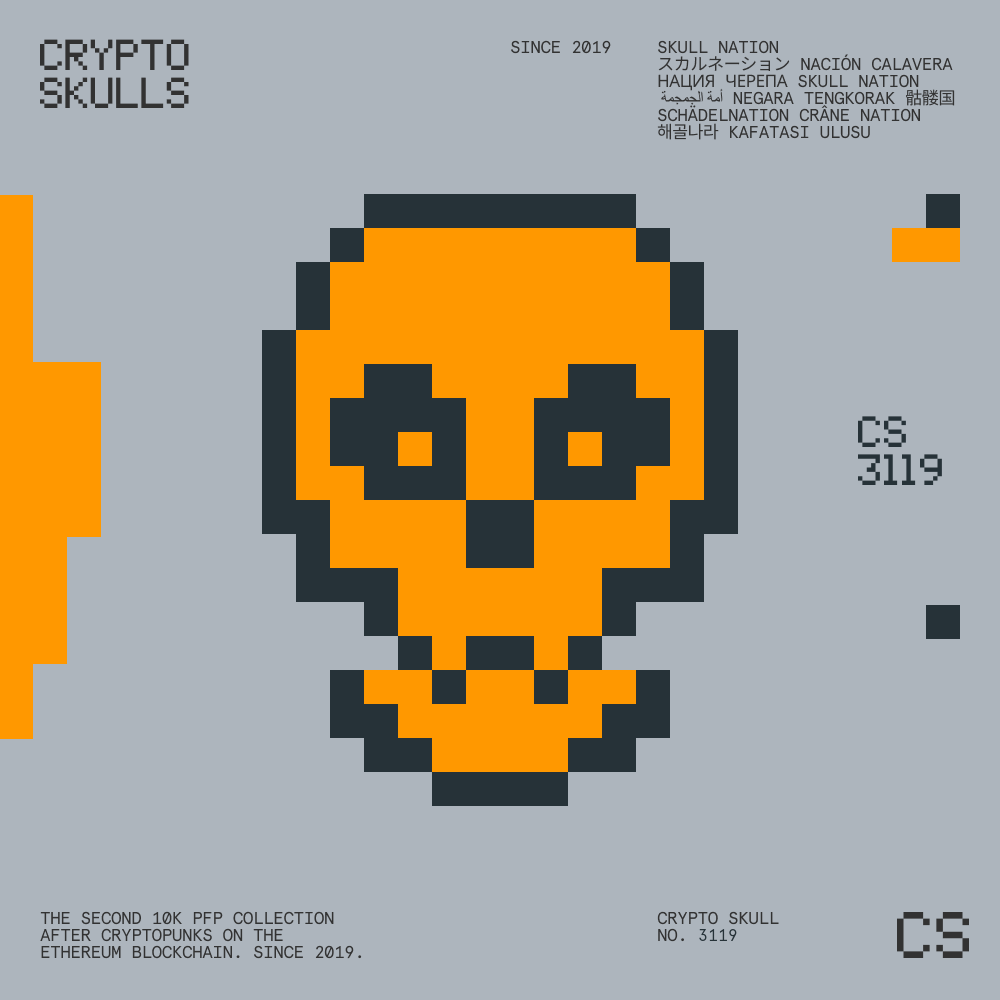 CRYPTO
SKULLS
SINCE 2019
SKULL NATION
スカルネーション NACIÓN CALAVERA
НАЦИЯ ЧЕРЕПА SKULL NATION
أمة الجمجمة NEGARA TENGKORAK 骷髅国
SCHÄDELNATION CRÂNE NATION
해골나라 KAFATASI ULUSU
CS
3119
THE SECOND 10K PFP COLLECTION
AFTER CRYPTOPUNKS ON THE
ETHEREUM BLOCKCHAIN. SINCE 2019.
CRYPTO SKULL
NO. 3119
CS